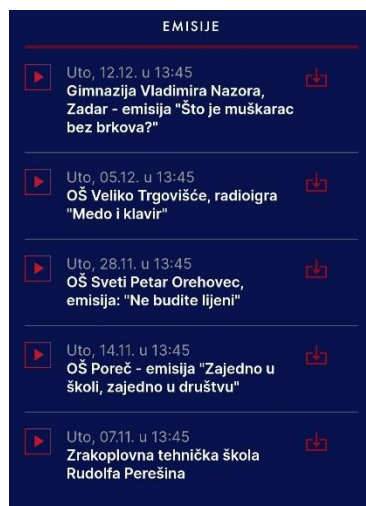 EMISIJE
Uto, 12.12. u 13:45
Gimnazija Vladimira Nazora,
Zadar - emisija "Što je muškarac
bez brkova?"
Uto, 05.12. u 13:45
OŠ Veliko Trgovišće, radioigra
"Medo i klavir"
Uto, 28.11. u 13:45
OŠ Sveti Petar Orehovec,
emisija: "Ne budite lijeni"
Uto, 14.11. u 13:45
OŠ Poreč - emisija "Zajedno u
školi, zajedno u društvu"
Uto, 07.11. u 13:45
Zrakoplovna tehnička škola
Rudolfa Perešina